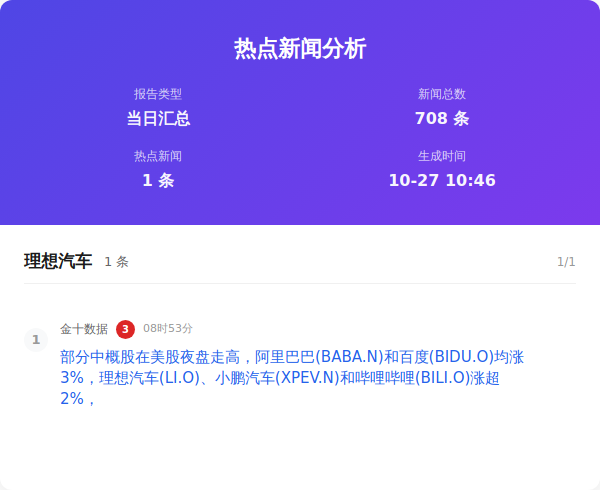 热点新闻分析
报告类型
新闻总数
当日汇总
708 条
热点新闻
生成时间
1 条
10-27 10:46
理想汽车 1 条 1/1
1 金十数据 3 08时53分
部分中概股在美股夜盘走高，阿里巴巴(BABA.N)和百度(BIDU.O)均涨
3%，理想汽车(LI.O)、小鹏汽车(XPEV.N)和哔哩哔哩(BILI.O)涨超
2%，